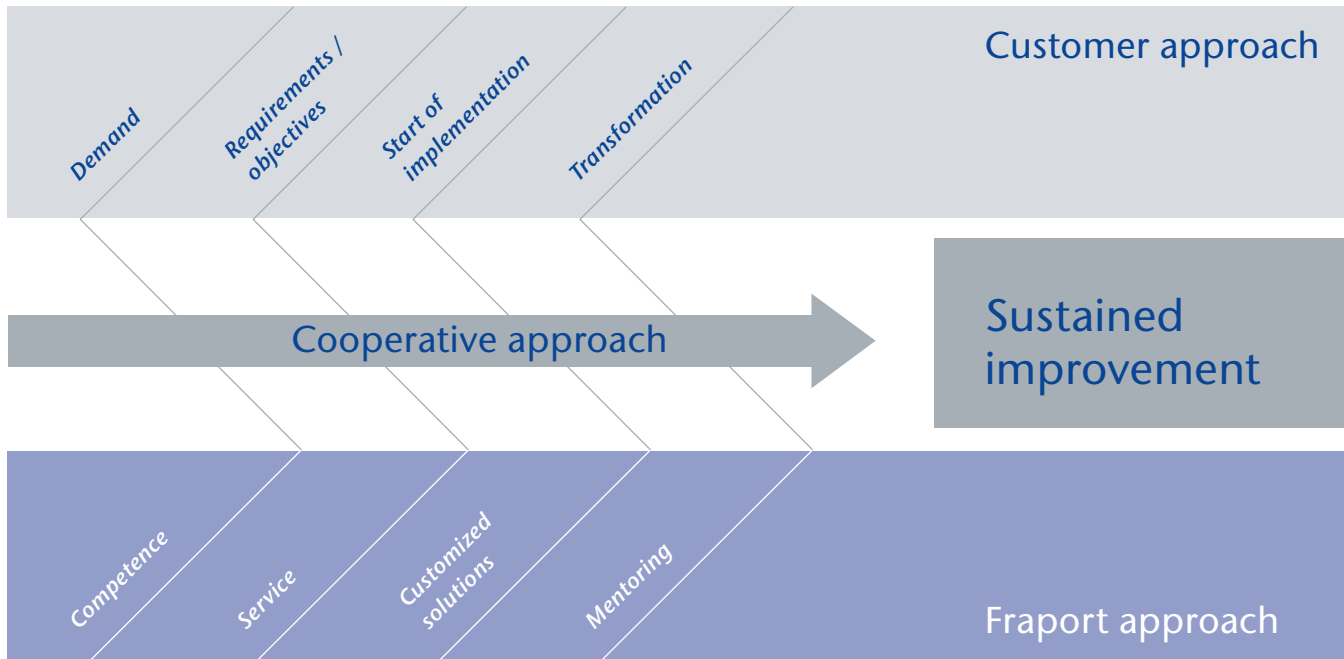 Customer approach
Demand
Requirements /
objectives
Start of
implementation
Transformation
Cooperative approach
Sustained
improvement
Competence
Service
Customized
solutions
Mentoring
Fraport approach